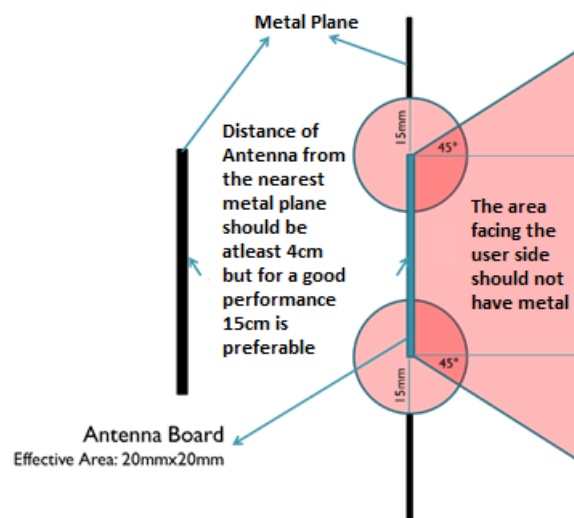 Metal Plane
15mm
45°
Distance of
Antenna from
the nearest
metal plane
should be
atleast 4cm
but for a good
performance
15cm is
preferable
The area
facing the
user side
should not
have metal
45°
15mm
Antenna Board
Effective Area: 20mmx20mm